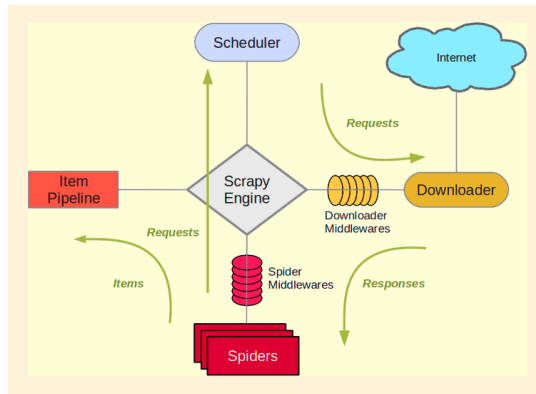 Scheduler
Internet
Requests
Item
Pipeline
Scrapy
Engine
Downloader
Downloader
Middlewares
Requests
Spider
Middlewares
Items
Responses
Spiders